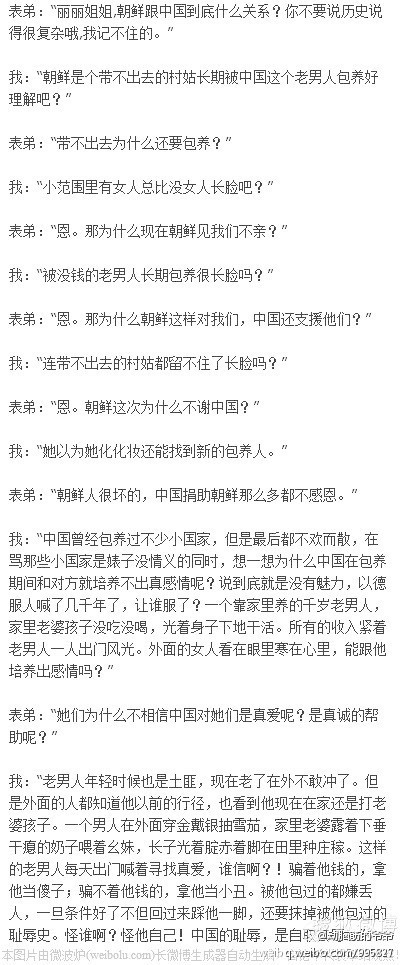 表弟：“丽丽姐姐,朝鲜跟中国到底什么关系？你不要说历史说
得很复杂哦,我记不住的。”
我：“朝鲜是个带不出去的村姑长期被中国这个老男人包养好
理解吧？”
表弟：“带不出去为什么还要包养？”
我：“小范围里有女人总比没女人长脸吧？”
表弟：“恩。那为什么现在朝鲜见我们不亲？”
我：“被没钱的老男人长期包养很长脸吗？”
表弟：“恩。那为什么朝鲜这样对我们，中国还支援他们？”
我：“连带不出去的村姑都留不住了长脸吗？”
表弟：“恩。朝鲜这次为什么不谢中国？”
我：“她以为她化化妆还能找到新的包养人。”
表弟：“朝鲜人很坏的，中国捐助朝鲜那么多都不感恩。”
我：“中国曾经包养过不少小国家，但是最后都不欢而散，在
骂那些小国家是婊子没情义的同时，想一想为什么中国在包养
期间和对方就培养不出真感情呢？说到底就是没有魅力，以德
服人喊了几千年了，让谁服了？一个靠家里养的千岁老男人，
家里老婆孩子没吃没喝，光着身子下地干活。所有的收入紧着
老男人一人出门风光。外面的女人看在眼里寒在心里，能跟他
培养出感情吗？”
表弟：“她们为什么不相信中国对她们是真爱呢？是真诚的帮
助呢？”
我：“老男人年轻时候也是土匪，现在老了在外不敢冲了。但
是外面的人都知道他以前的行径，也看到他现在在家还是打老
婆孩子。一个男人在外面穿金戴银抽雪茄，家里老婆露着下垂
干瘪的奶子喂着幺妹，长子光着腚赤着脚在田里种庄稼。这样
的老男人每天出门喊着寻找真爱，谁信啊？！骗着他钱的，拿
他当傻子；骗不着他钱的，拿他当小丑。被他包过的都嫌丢
人，一旦条件好了不但回过来踩他一脚，还要抹掉被他包过的
耻辱史。怪谁啊？怪他自己！中国的耻辱，是自
本图片由微波炉(weibolu.com)长微博生成器自动生
weibo.com/995827